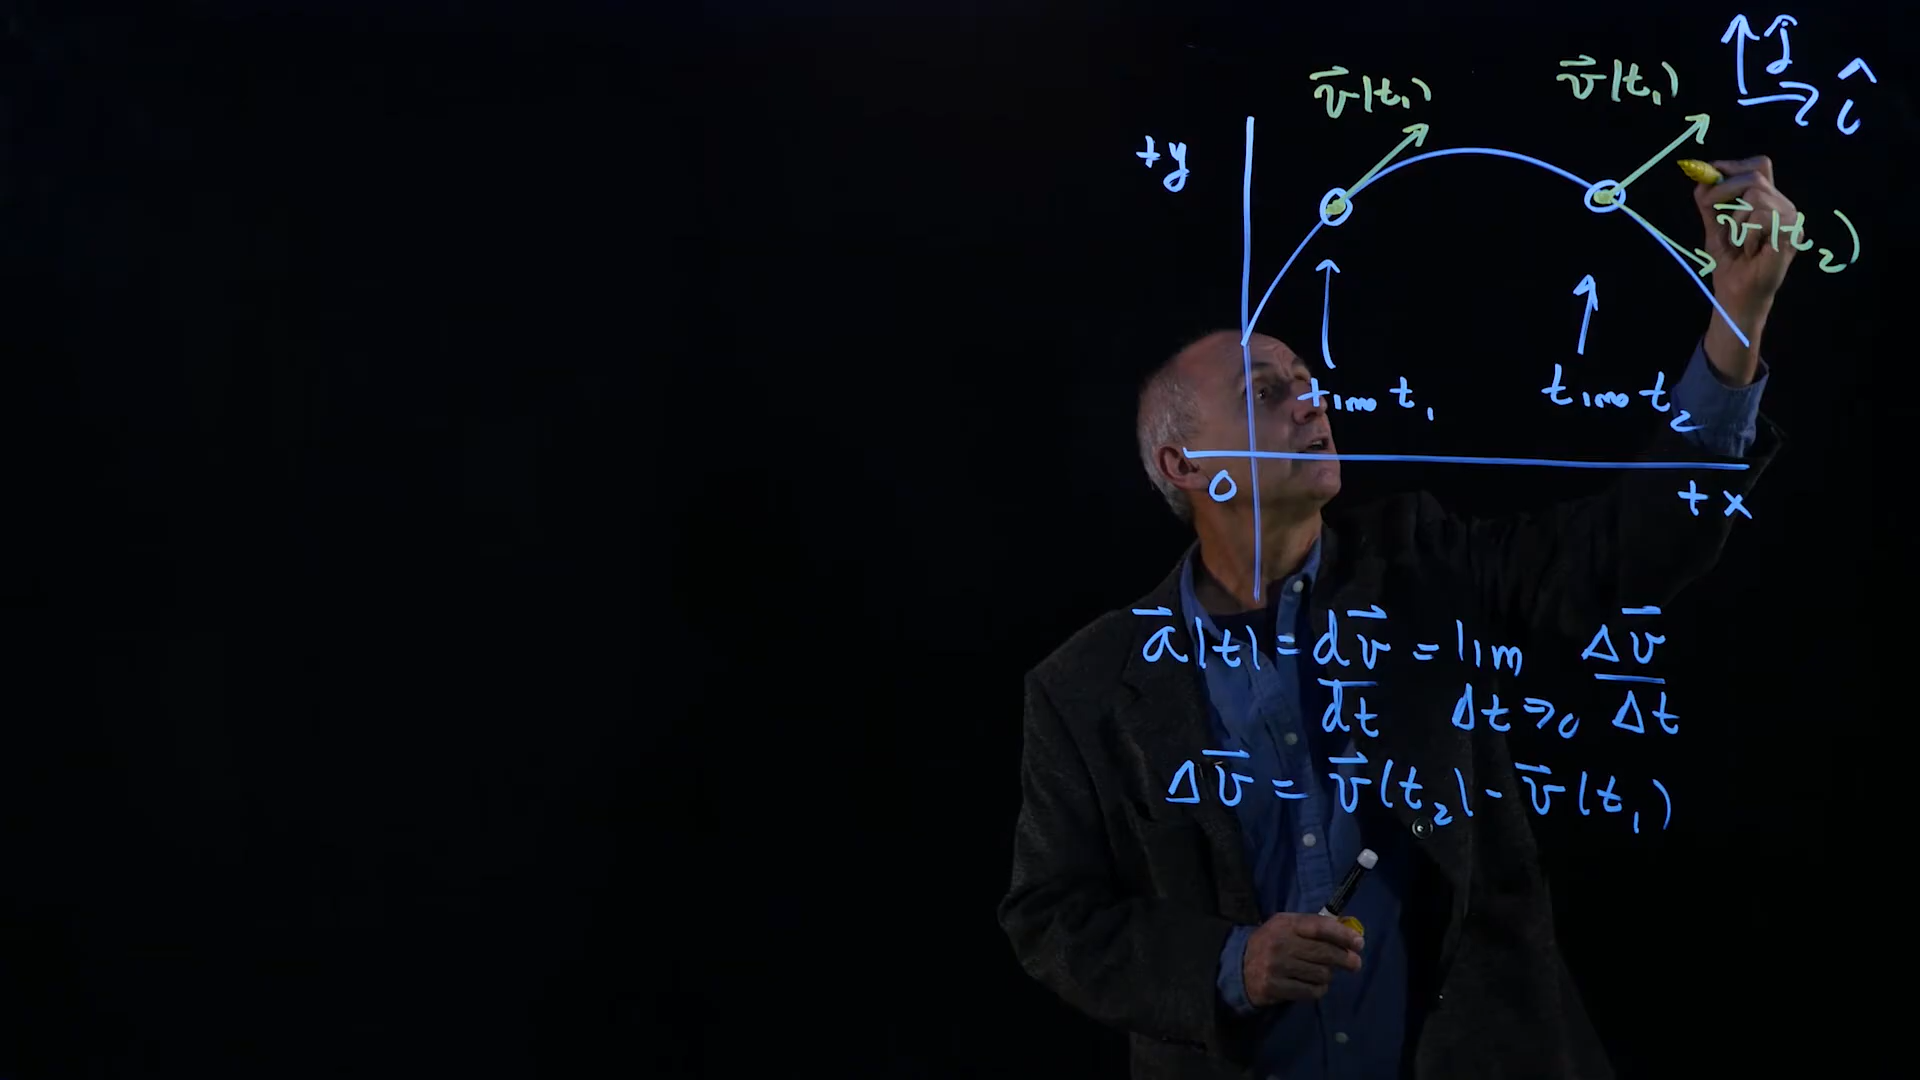 ĵ
î
v⃗(t₁)
v⃗(t₁)
+y
v⃗(t₂)
time t₁
time t₂
0
+x
a⃗(t) = dv⃗/dt = lim Δt→0 Δv⃗/Δt
Δv⃗ = v⃗(t₂) - v⃗(t₁)